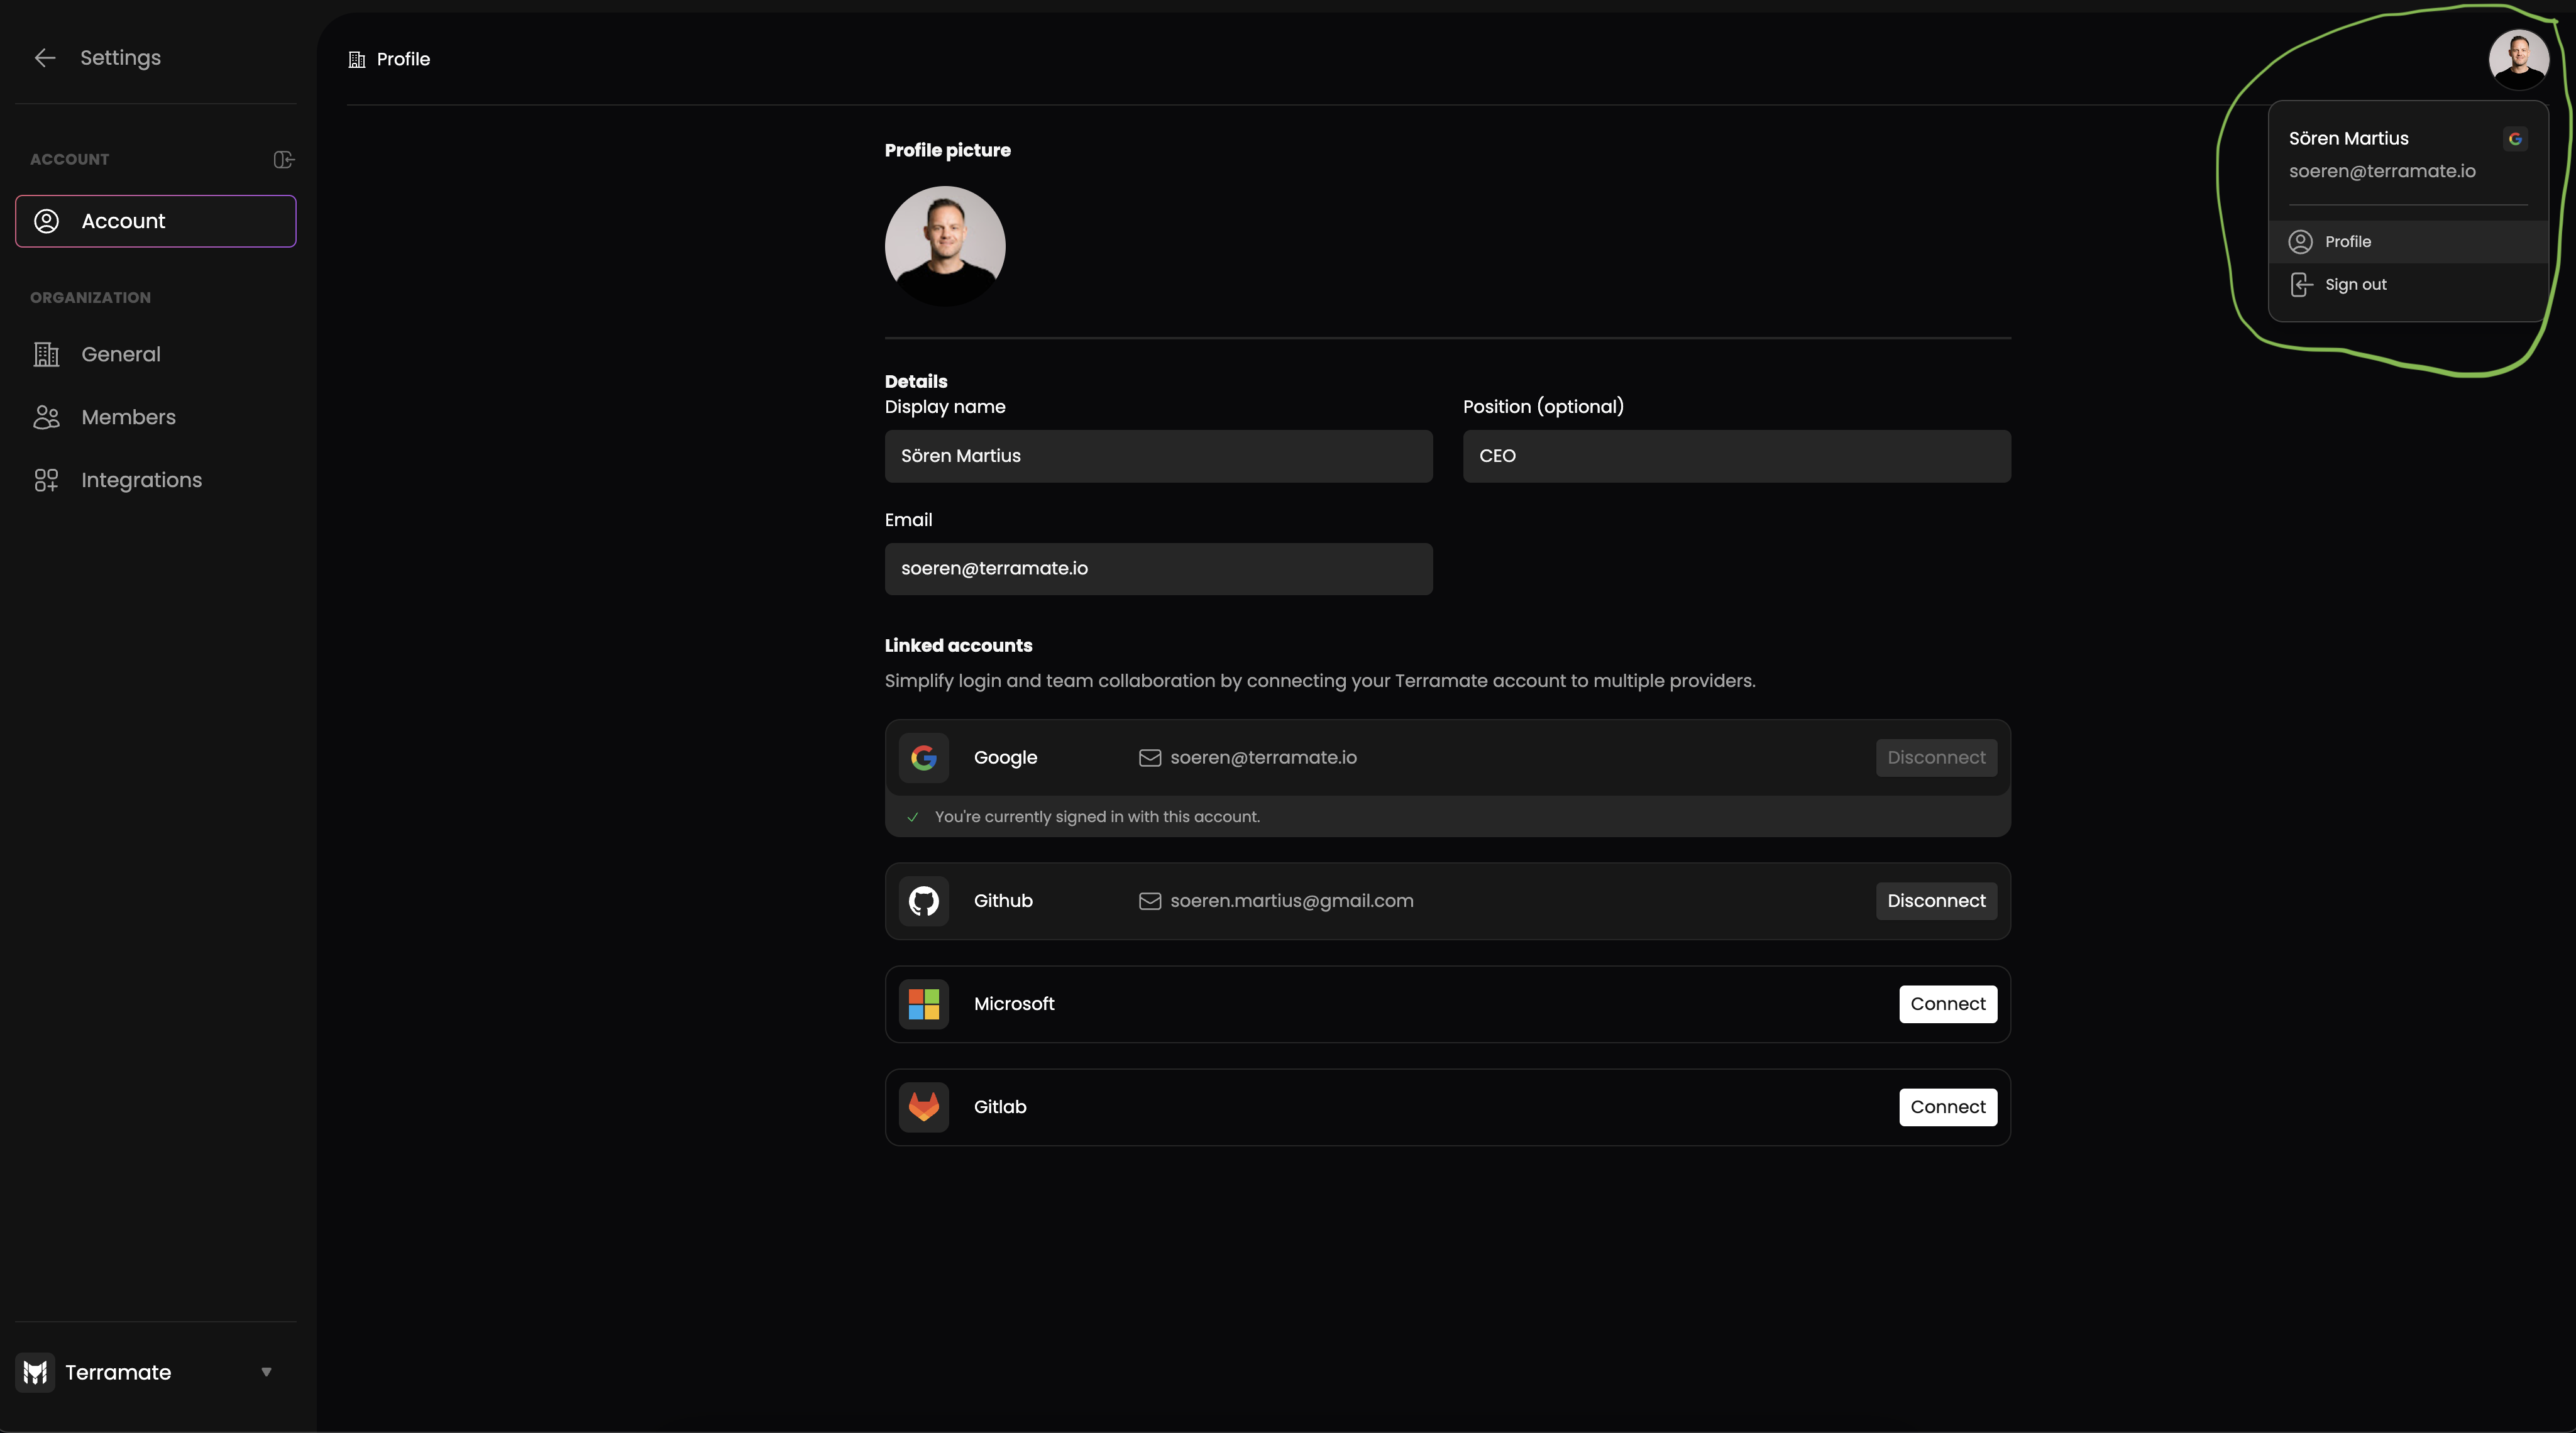 Settings
ACCOUNT
Account
ORGANIZATION
General
Members
Integrations
Terramate
Profile
Sören Martius
soeren@terramate.io
Profile
Sign out
Profile picture
Details
Display name
Position (optional)
Sören Martius
CEO
Email
soeren@terramate.io
Linked accounts
Simplify login and team collaboration by connecting your Terramate account to multiple providers.
Google soeren@terramate.io Disconnect
You're currently signed in with this account.
Github soeren.martius@gmail.com Disconnect
Microsoft Connect
Gitlab Connect